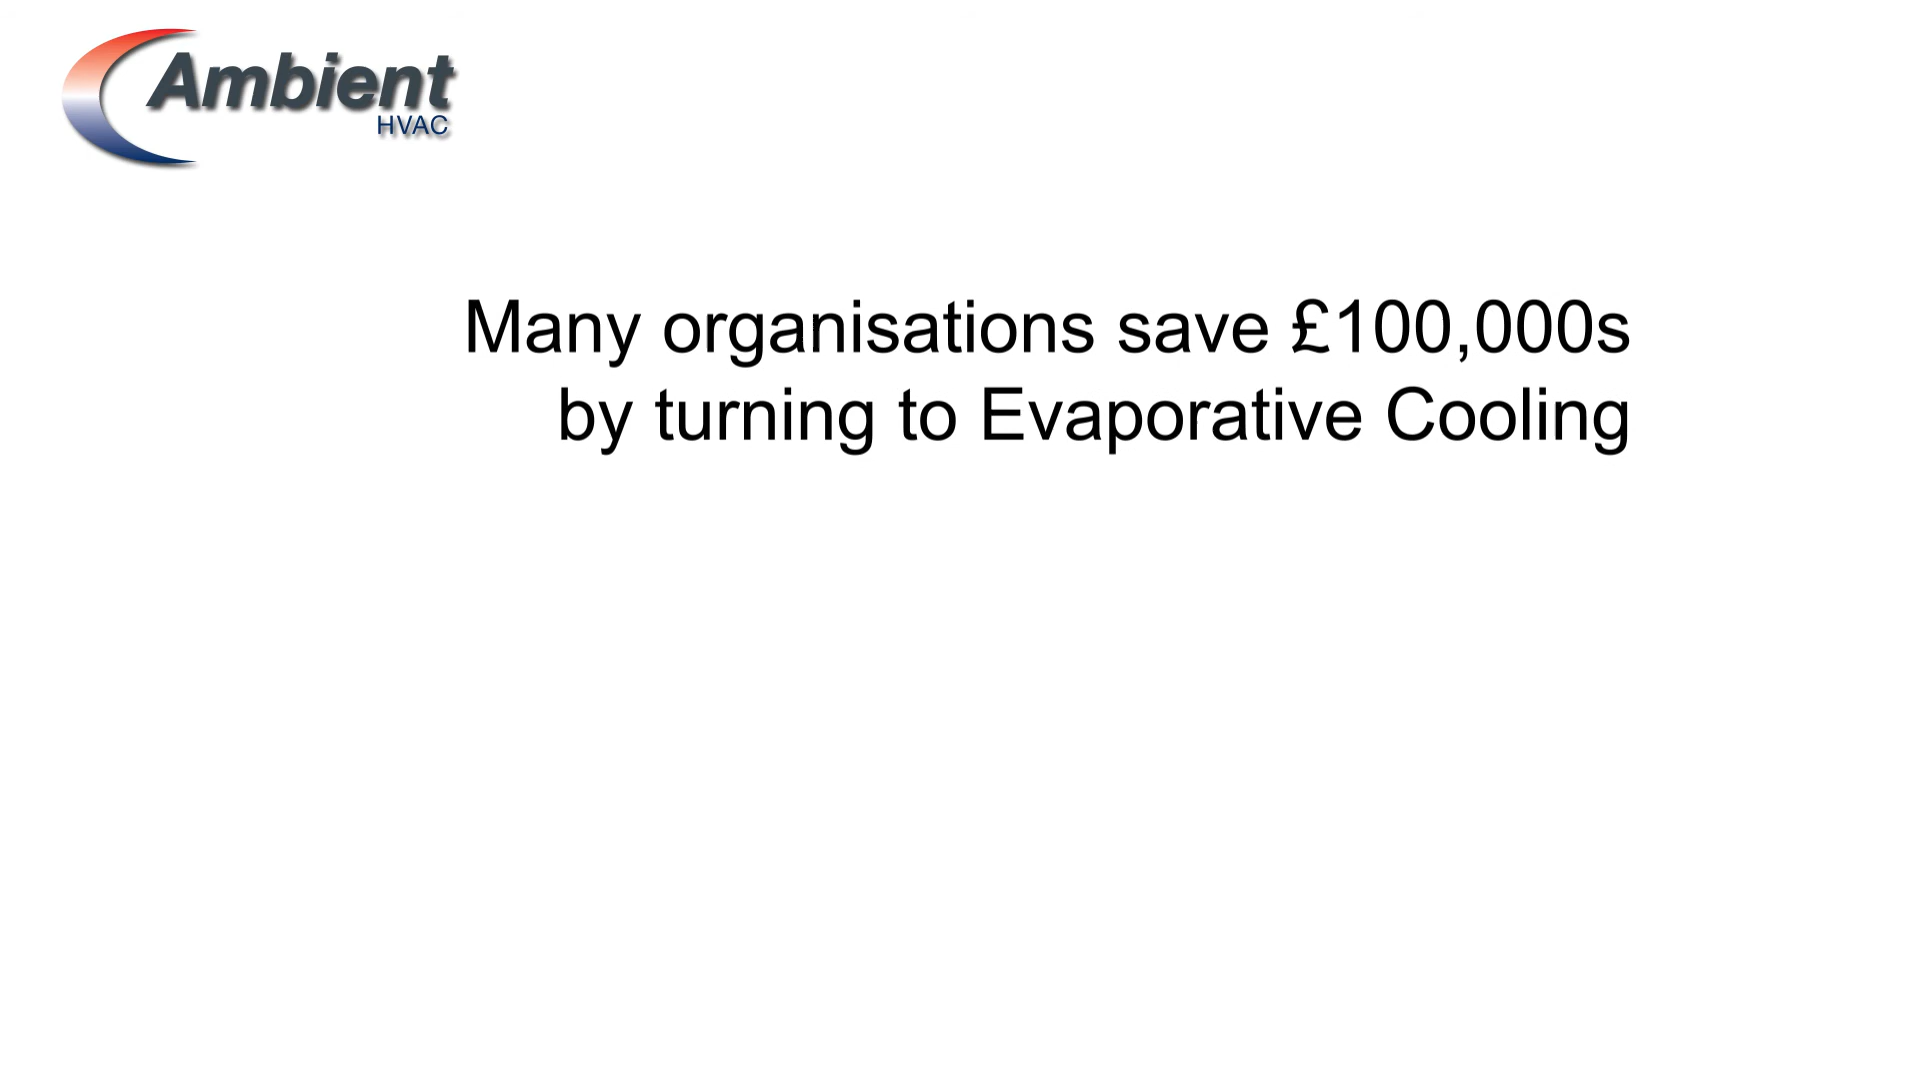 Ambient
HVAC
Many organisations save £100,000s
by turning to Evaporative Cooling